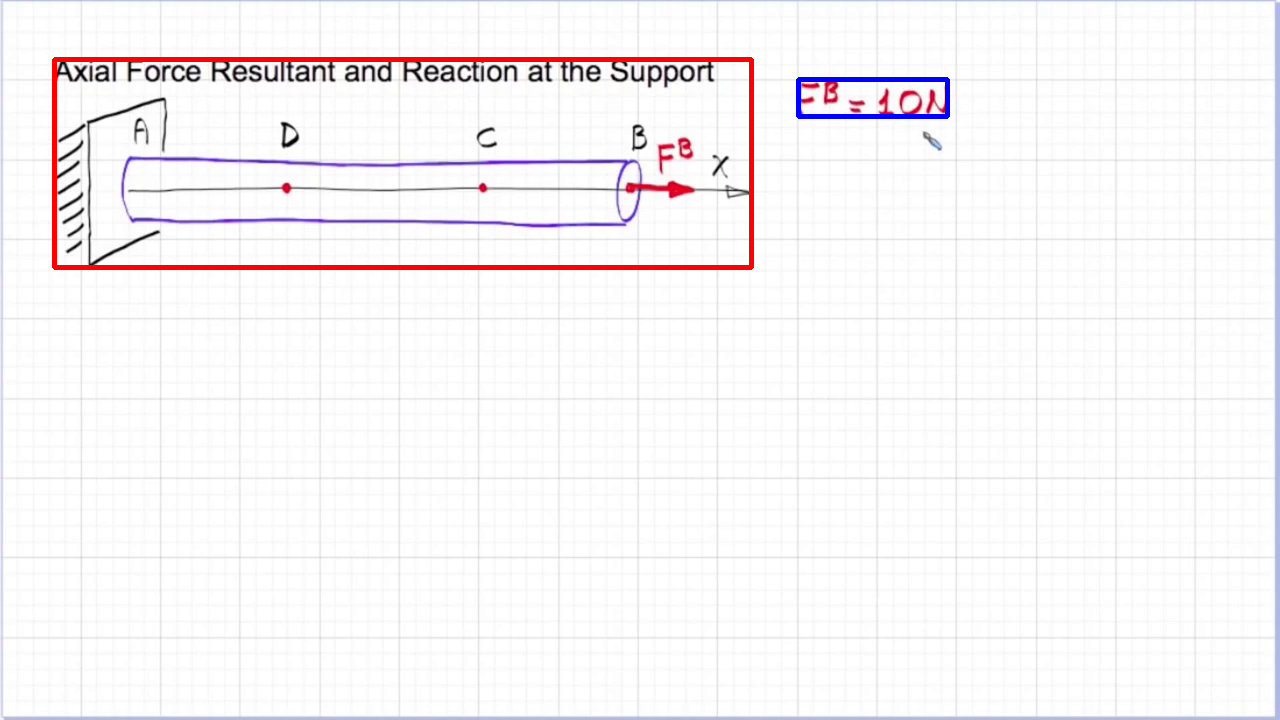 Axial Force Resultant and Reaction at the Support
A D C B F^B X
F^B = 10N